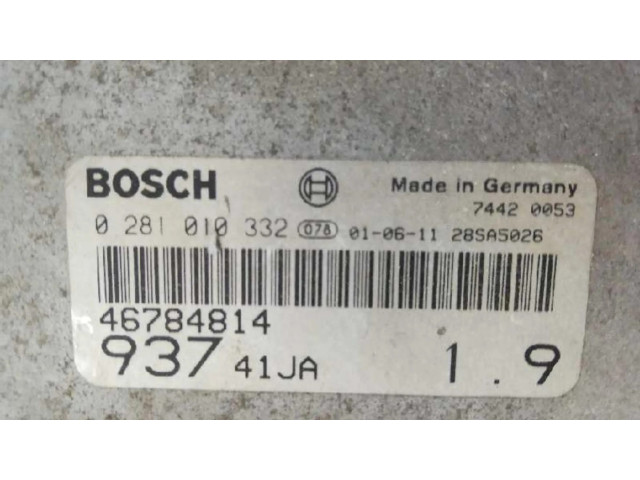 BOSCH Made in Germany
7442 0053
0 281 010 332 078 01-06-11 28SA5026
46784814
937 41JA 1.9